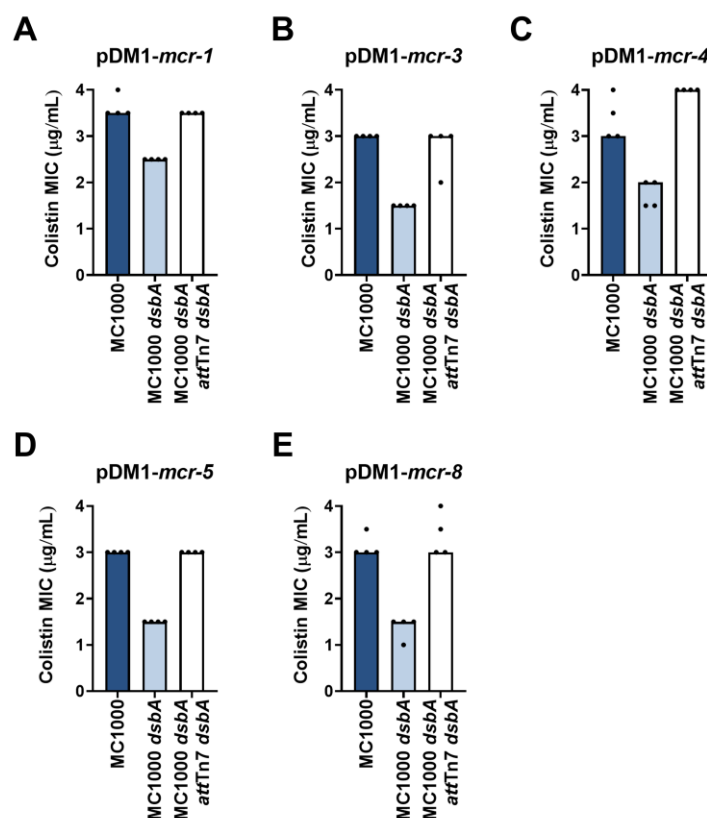 A
pDM1-mcr-1
Colistin MIC (μg/mL)
4
3
2
1
0
MC1000
MC1000 dsbA
MC1000 dsbA
attTn7 dsbA
B
pDM1-mcr-3
Colistin MIC (μg/mL)
4
3
2
1
0
MC1000
MC1000 dsbA
MC1000 dsbA
attTn7 dsbA
C
pDM1-mcr-4
Colistin MIC (μg/mL)
4
3
2
1
0
MC1000
MC1000 dsbA
MC1000 dsbA
attTn7 dsbA
D
pDM1-mcr-5
Colistin MIC (μg/mL)
4
3
2
1
0
MC1000
MC1000 dsbA
MC1000 dsbA
attTn7 dsbA
E
pDM1-mcr-8
Colistin MIC (μg/mL)
4
3
2
1
0
MC1000
MC1000 dsbA
MC1000 dsbA
attTn7 dsbA